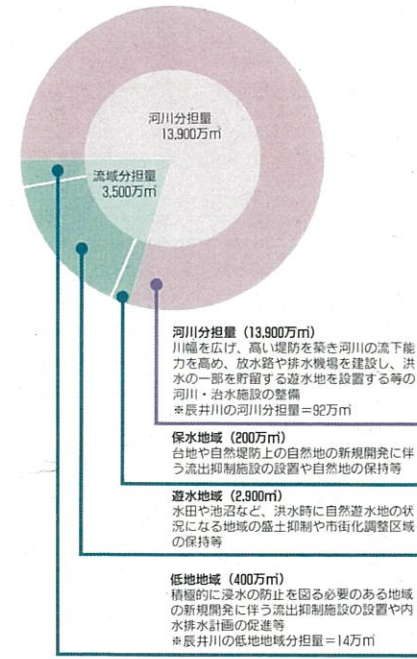 河川分担量
13,900万㎥
流域分担量
3,500万㎥
河川分担量（13,900万㎥）
川幅を広げ、高い堤防を築き河川の流下能
力を高め、放水路や排水機場を建設し、洪
水の一部を貯留する遊水地を設置する等の
河川・治水施設の整備
※辰井川の河川分担量＝92万㎥
保水地域（200万㎥）
台地や自然堤防上の自然地の新規開発に伴
う流出抑制施設の設置や自然地の保持等
遊水地域（2,900㎥）
水田や池沼など、洪水時に自然遊水地の状
況になる地域の盛土抑制や市街化調整区域
の保持等
低地地域（400万㎥）
積極的に浸水の防止を図る必要のある地域
の新規開発に伴う流出抑制施設の設置や内
水排水計画の促進等
※辰井川の低地地域分担量＝14万㎥